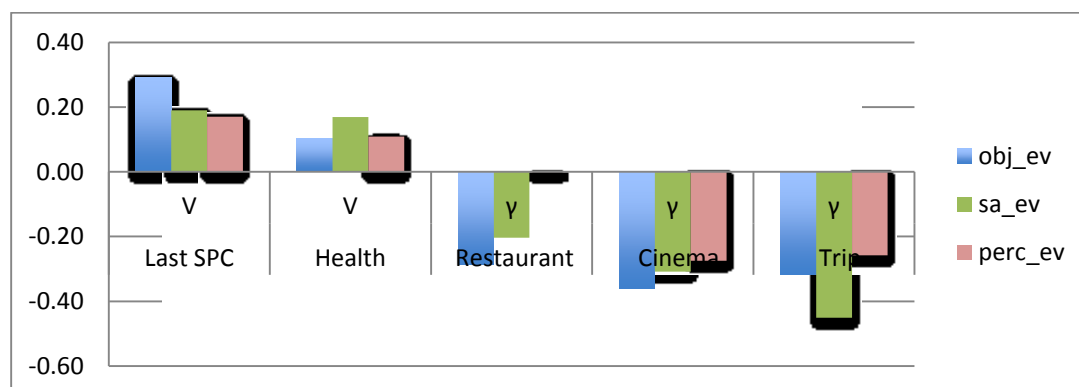 0.40
0.20
0.00
-0.20
-0.40
-0.60
V V γ γ γ
Last SPC Health Restaurant Cinema Trip
obj_ev
sa_ev
perc_ev